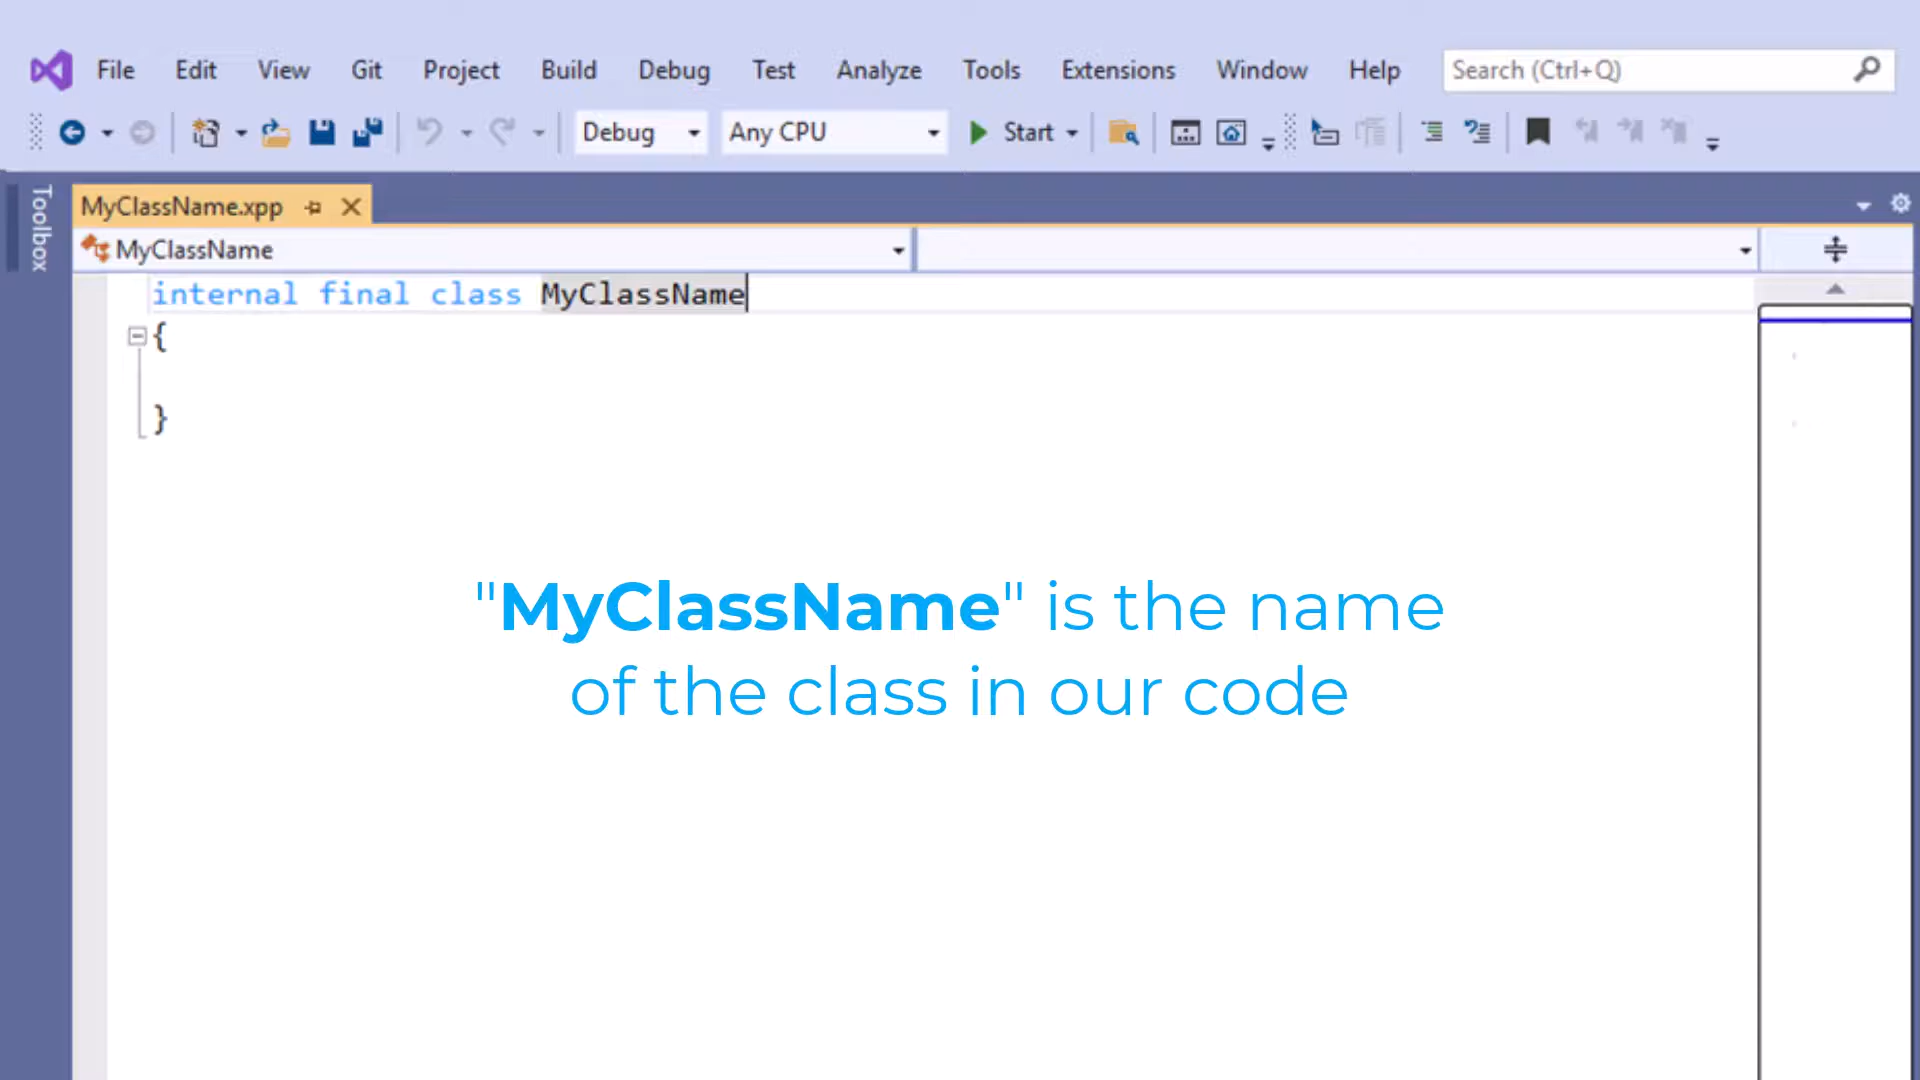 File Edit View Git Project Build Debug Test Analyze Tools Extensions Window Help Search (Ctrl+Q)
Debug Any CPU Start
Toolbox
MyClassName.xpp
MyClassName
internal final class MyClassName
{
}
"MyClassName" is the name
of the class in our code